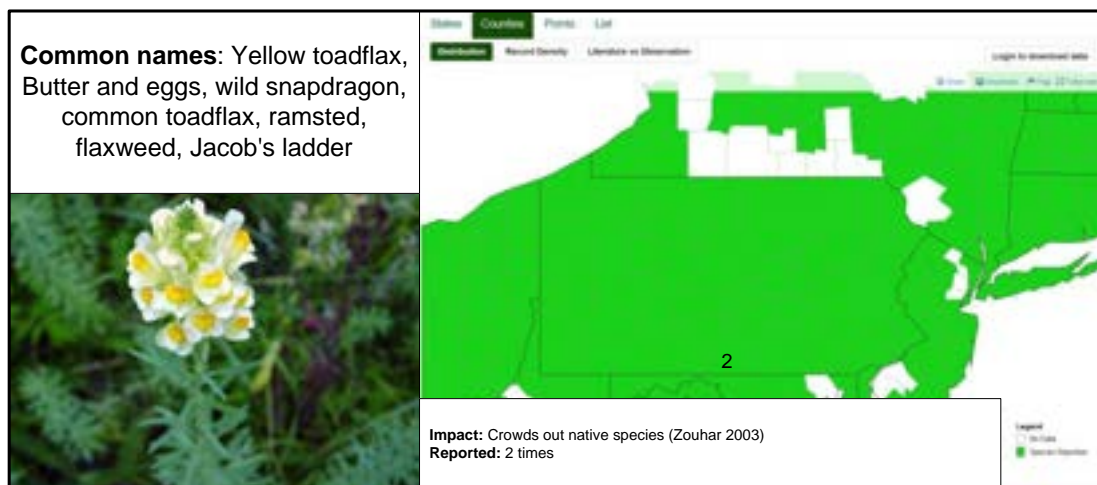 Common names: Yellow toadflax,
Butter and eggs, wild snapdragon,
common toadflax, ramsted,
flaxweed, Jacob's ladder
States Counties Points List
Distribution Record Density Literature vs Observation
Login to download data
2
Impact: Crowds out native species (Zouhar 2003)
Reported: 2 times
Legend
No Data
Species Reported